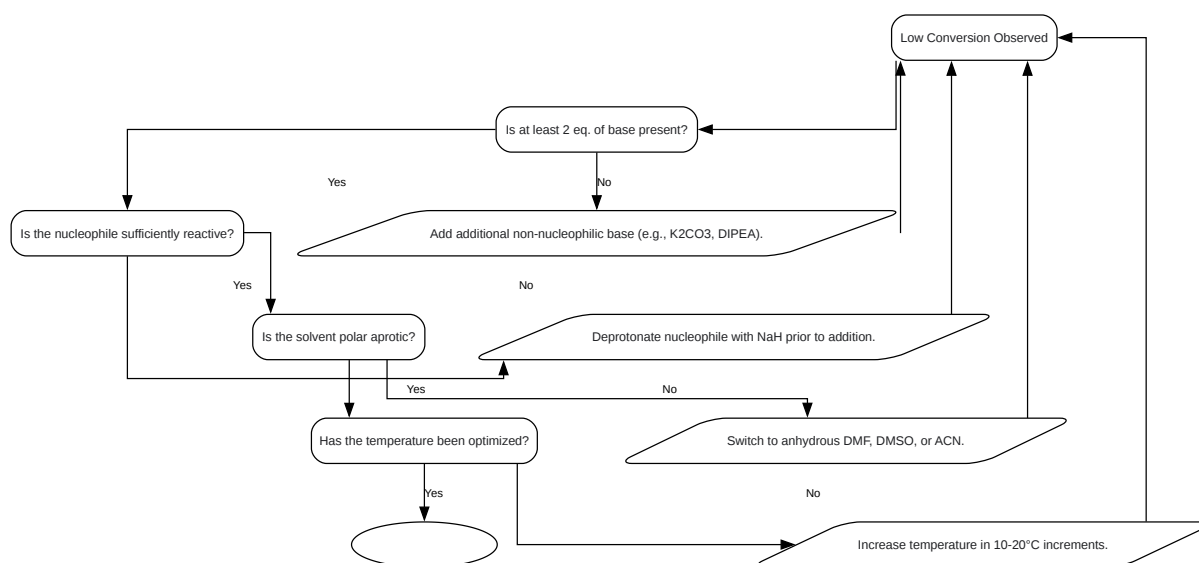 Low Conversion Observed
Is at least 2 eq. of base present?
Yes
No
Is the nucleophile sufficiently reactive?
Add additional non-nucleophilic base (e.g., K2CO3, DIPEA).
Yes
No
Is the solvent polar aprotic?
Deprotonate nucleophile with NaH prior to addition.
Yes
No
Has the temperature been optimized?
Switch to anhydrous DMF, DMSO, or ACN.
Yes
No
Increase temperature in 10-20°C increments.